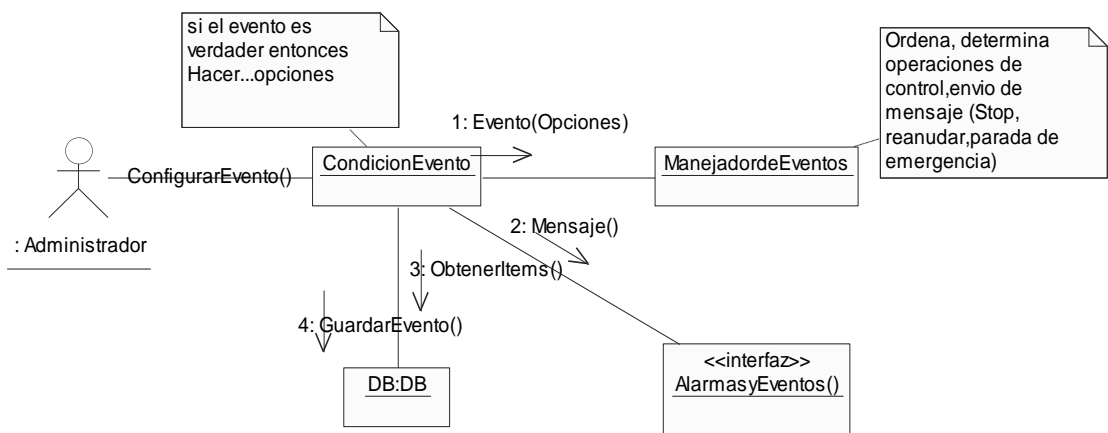 si el evento es
verdader entonces
Hacer...opciones
Ordena, determina
operaciones de
control,envio de
mensaje (Stop,
reanudar,parada de
emergencia)
1: Evento(Opciones)
CondicionEvento
ManejadordeEventos
ConfigurarEvento()
: Administrador
2: Mensaje()
3: ObtenerItems()
4: GuardarEvento()
<<interfaz>>
AlarmasyEventos()
DB:DB